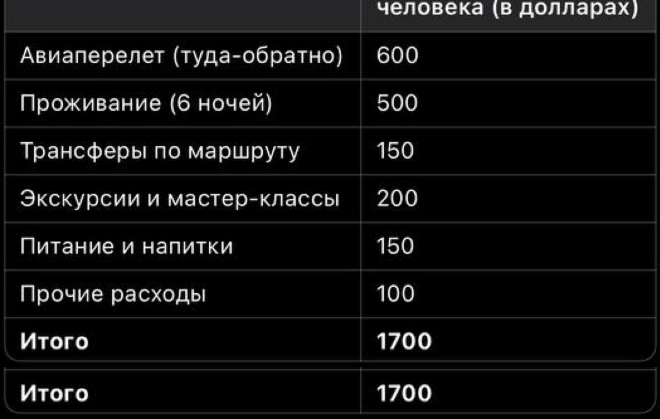 человека (в долларах)
Авиаперелет (туда-обратно) 600
Проживание (6 ночей) 500
Трансферы по маршруту 150
Экскурсии и мастер-классы 200
Питание и напитки 150
Прочие расходы 100
Итого 1700
Итого 1700